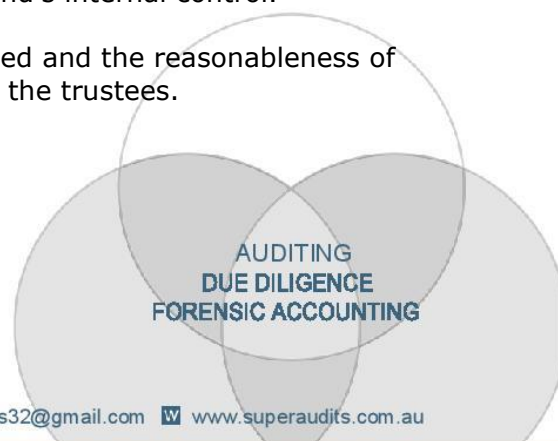 internal control.
ed and the reasonableness of
the trustees.
AUDITING
DUE DILIGENCE
FORENSIC ACCOUNTING
s32@gmail.com W www.superaudits.com.au